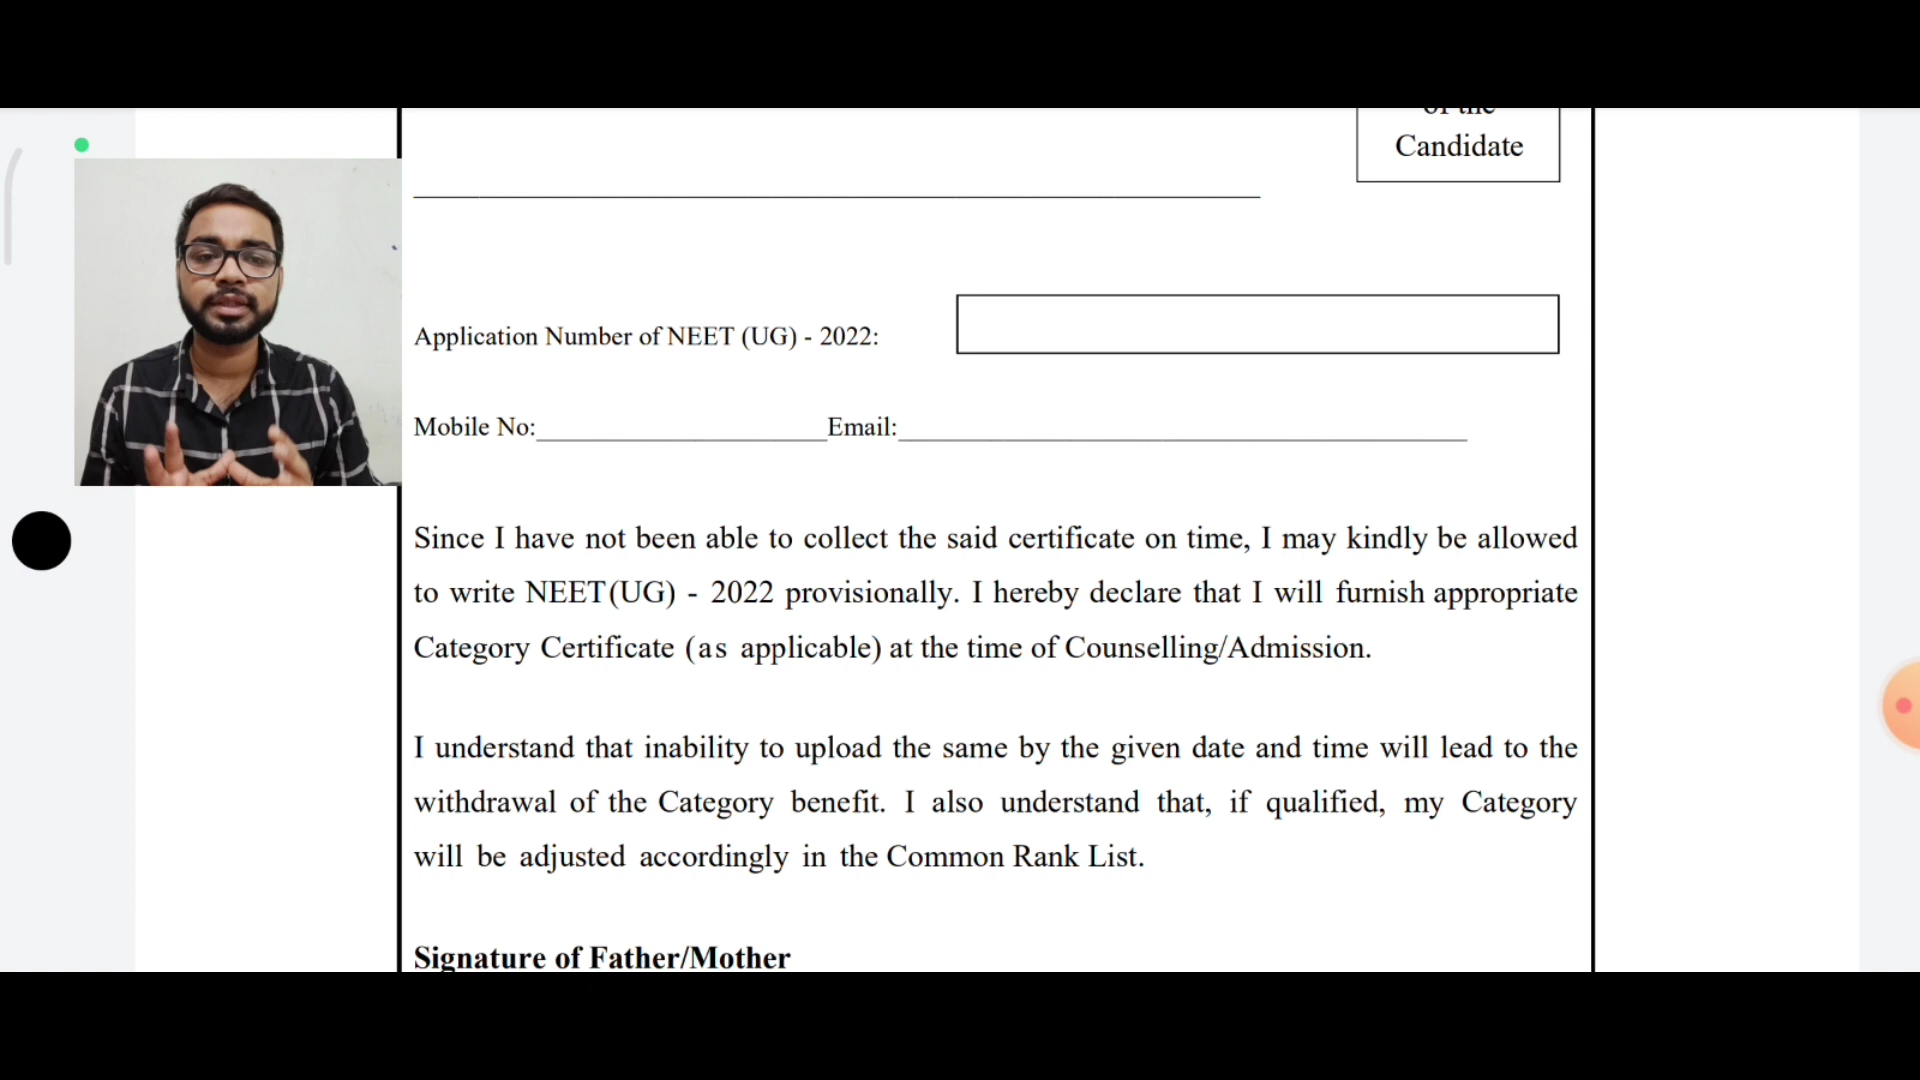 of the
Candidate
Application Number of NEET (UG) - 2022:
Mobile No:____________________Email:________________________________________
Since I have not been able to collect the said certificate on time, I may kindly be allowed
to write NEET(UG) - 2022 provisionally. I hereby declare that I will furnish appropriate
Category Certificate (as applicable) at the time of Counselling/Admission.
I understand that inability to upload the same by the given date and time will lead to the
withdrawal of the Category benefit. I also understand that, if qualified, my Category
will be adjusted accordingly in the Common Rank List.
Signature of Father/Mother